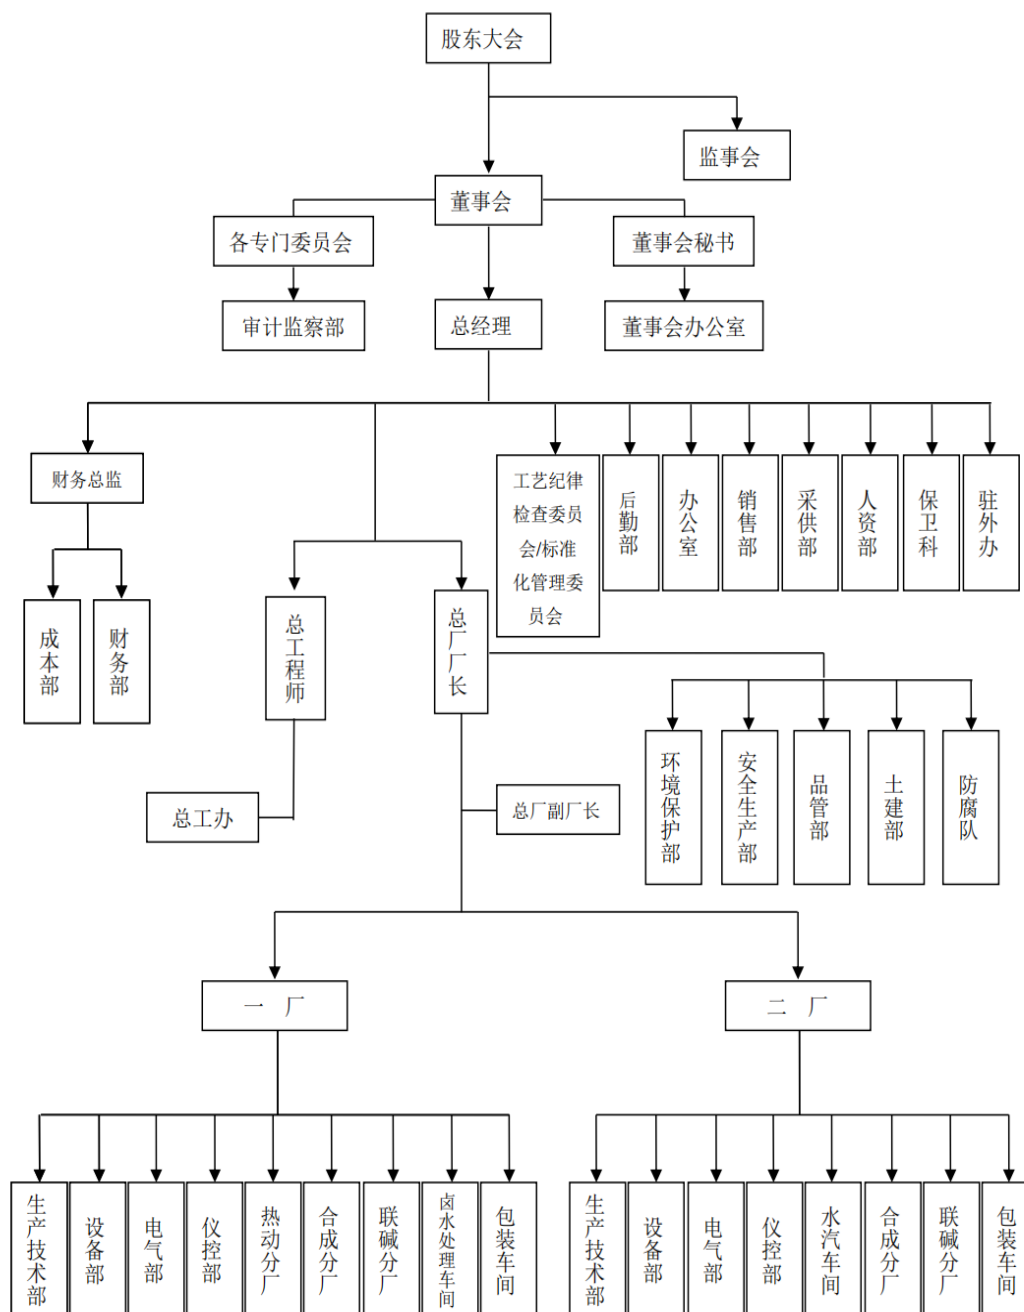 股东大会
监事会
董事会
各专门委员会
董事会秘书
审计监察部
总经理
董事会办公室
财务总监
工艺纪律
检查委员
会/标准
化管理委
员会
后勤部
办公室
销售部
采供部
人资部
保卫科
驻外办
成本部
财务部
总工程师
总厂厂长
环境保护部
安全生产部
品管部
土建部
防腐队
总工办
总厂副厂长
一 厂
二 厂
生产技术部
设备部
电气部
仪控部
热动分厂
合成分厂
联碱分厂
卤水处理车间
包装车间
生产技术部
设备部
电气部
仪控部
水汽车间
合成分厂
联碱分厂
包装车间